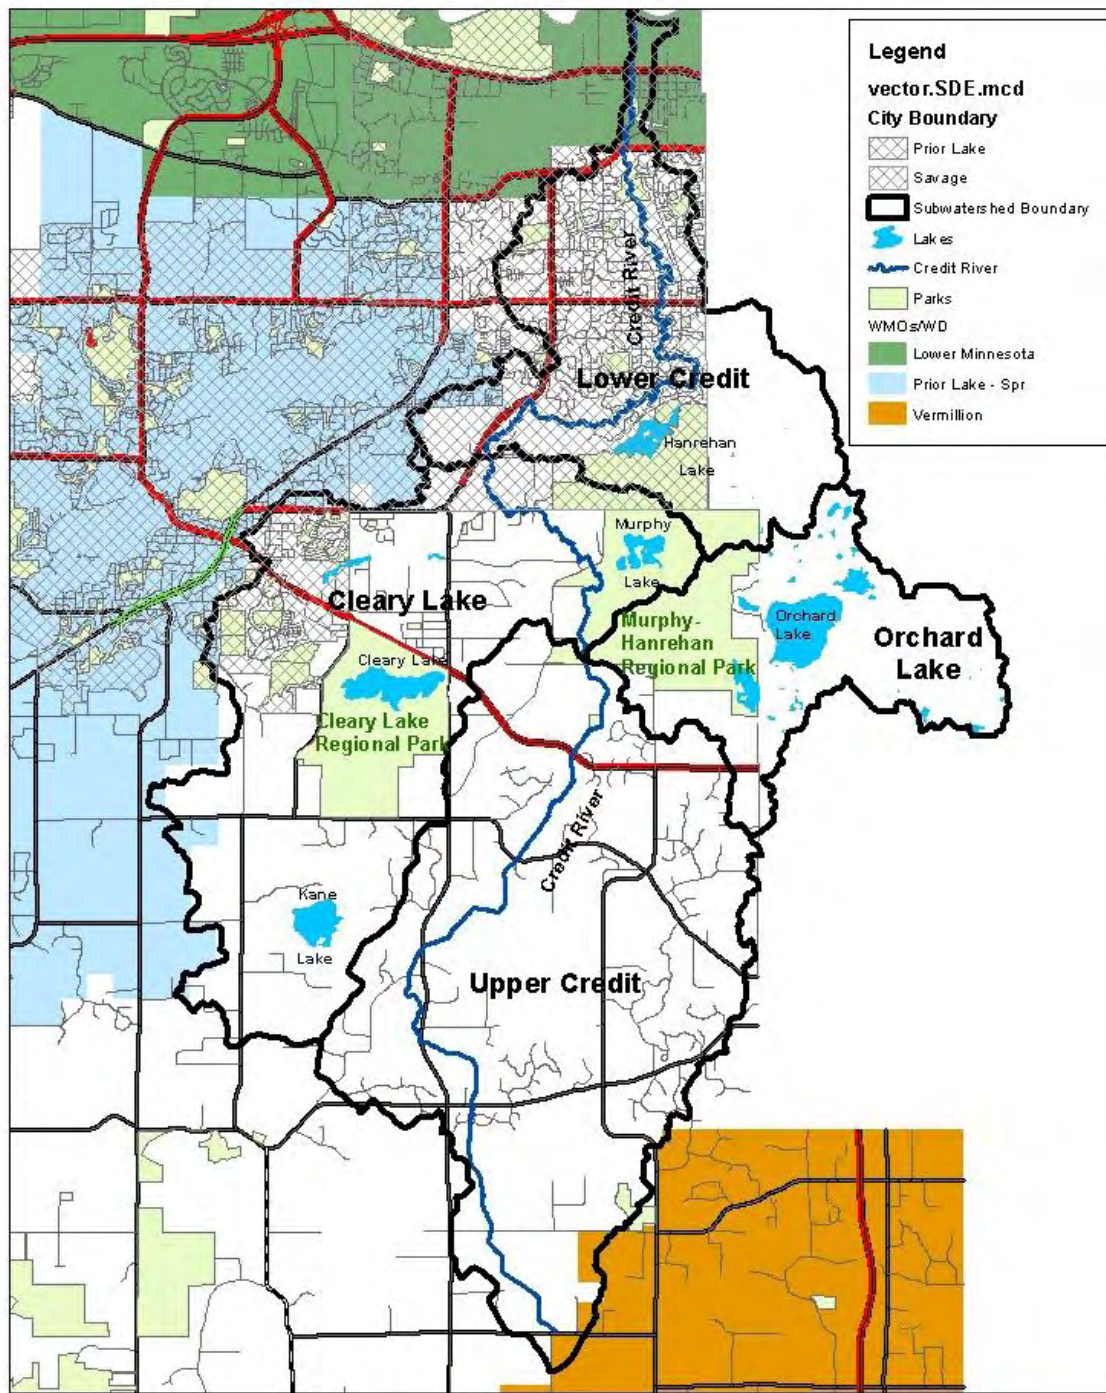 Legend
vector.SDE.mcd
City Boundary
Prior Lake
Savage
Subwatershed Boundary
Lakes
Credit River
Parks
WMOs/WD
Lower Minnesota
Prior Lake - Spr
Vermillion
Credit River
Lower Credit
Hanrehan
Lake
Murphy
Lake
Cleary Lake
Orchard
Lake
Murphy-
Hanrehan
Regional Park
Orchard
Lake
Cleary Lake
Cleary Lake
Regional Park
Credit River
Kane
Lake
Upper Credit